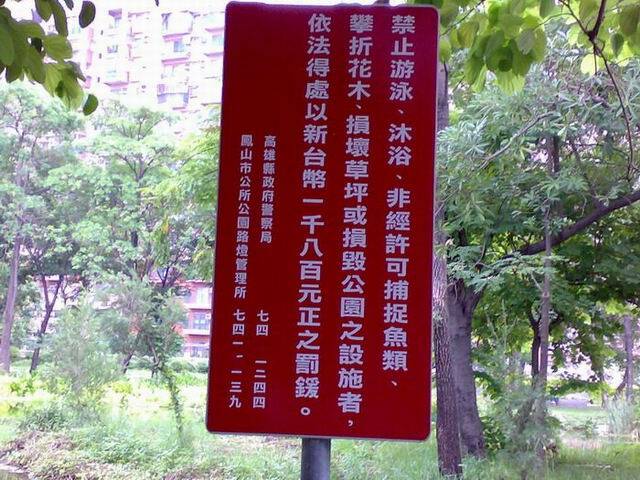 禁止游泳、沐浴、非經許可捕捉魚類、
攀折花木、損壞草坪或損毀公園之設施者，
依法得處以新台幣一千八百元正之罰鍰。
高雄縣政府警察局 七四一二四四
鳳山市公所公園路燈管理所 七四二一一三九